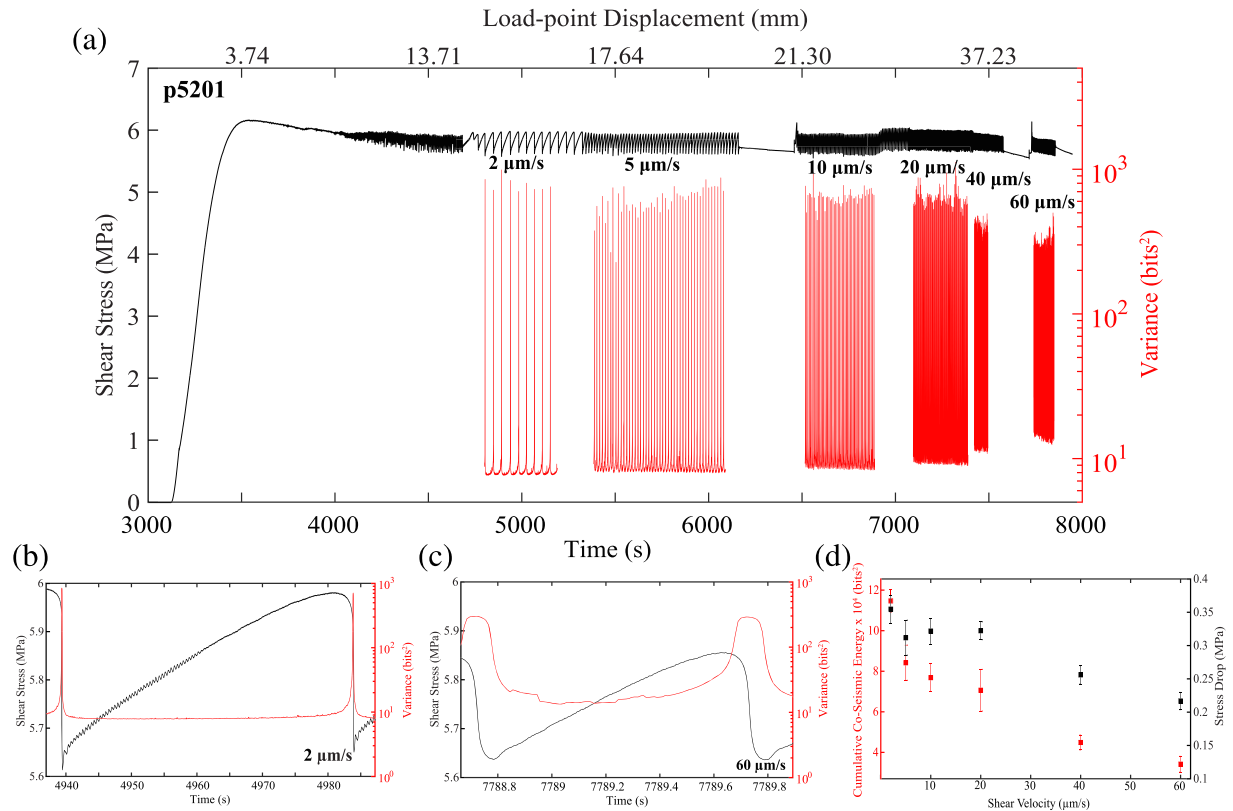 Load-point Displacement (mm)
(a)
3.74 13.71 17.64 21.30 37.23
p5201
7
6
5
4
3
2
1
0
Shear Stress (MPa)
2 µm/s 5 µm/s 10 µm/s 20 µm/s 40 µm/s 60 µm/s
10³
10²
10¹
Variance (bits²)
3000 4000 5000 6000 7000 8000
Time (s)
(b)
6
5.9
5.8
5.7
5.6
Shear Stress (MPa)
10³
10²
10¹
10⁰
Variance (bits²)
2 µm/s
4940 4950 4960 4970 4980
Time (s)
(c)
6
5.9
5.8
5.7
5.6
Shear Stress (MPa)
10³
10²
10¹
10⁰
Variance (bits²)
60 µm/s
7788.8 7789 7789.2 7789.4 7789.6 7789.8
Time (s)
(d)
12
10
8
6
4
Cumulative Co-Seismic Energy x 10⁴ (bits²)
0.4
0.35
0.3
0.25
0.2
0.15
0.1
Stress Drop (MPa)
10 20 30 40 50 60
Shear Velocity (µm/s)